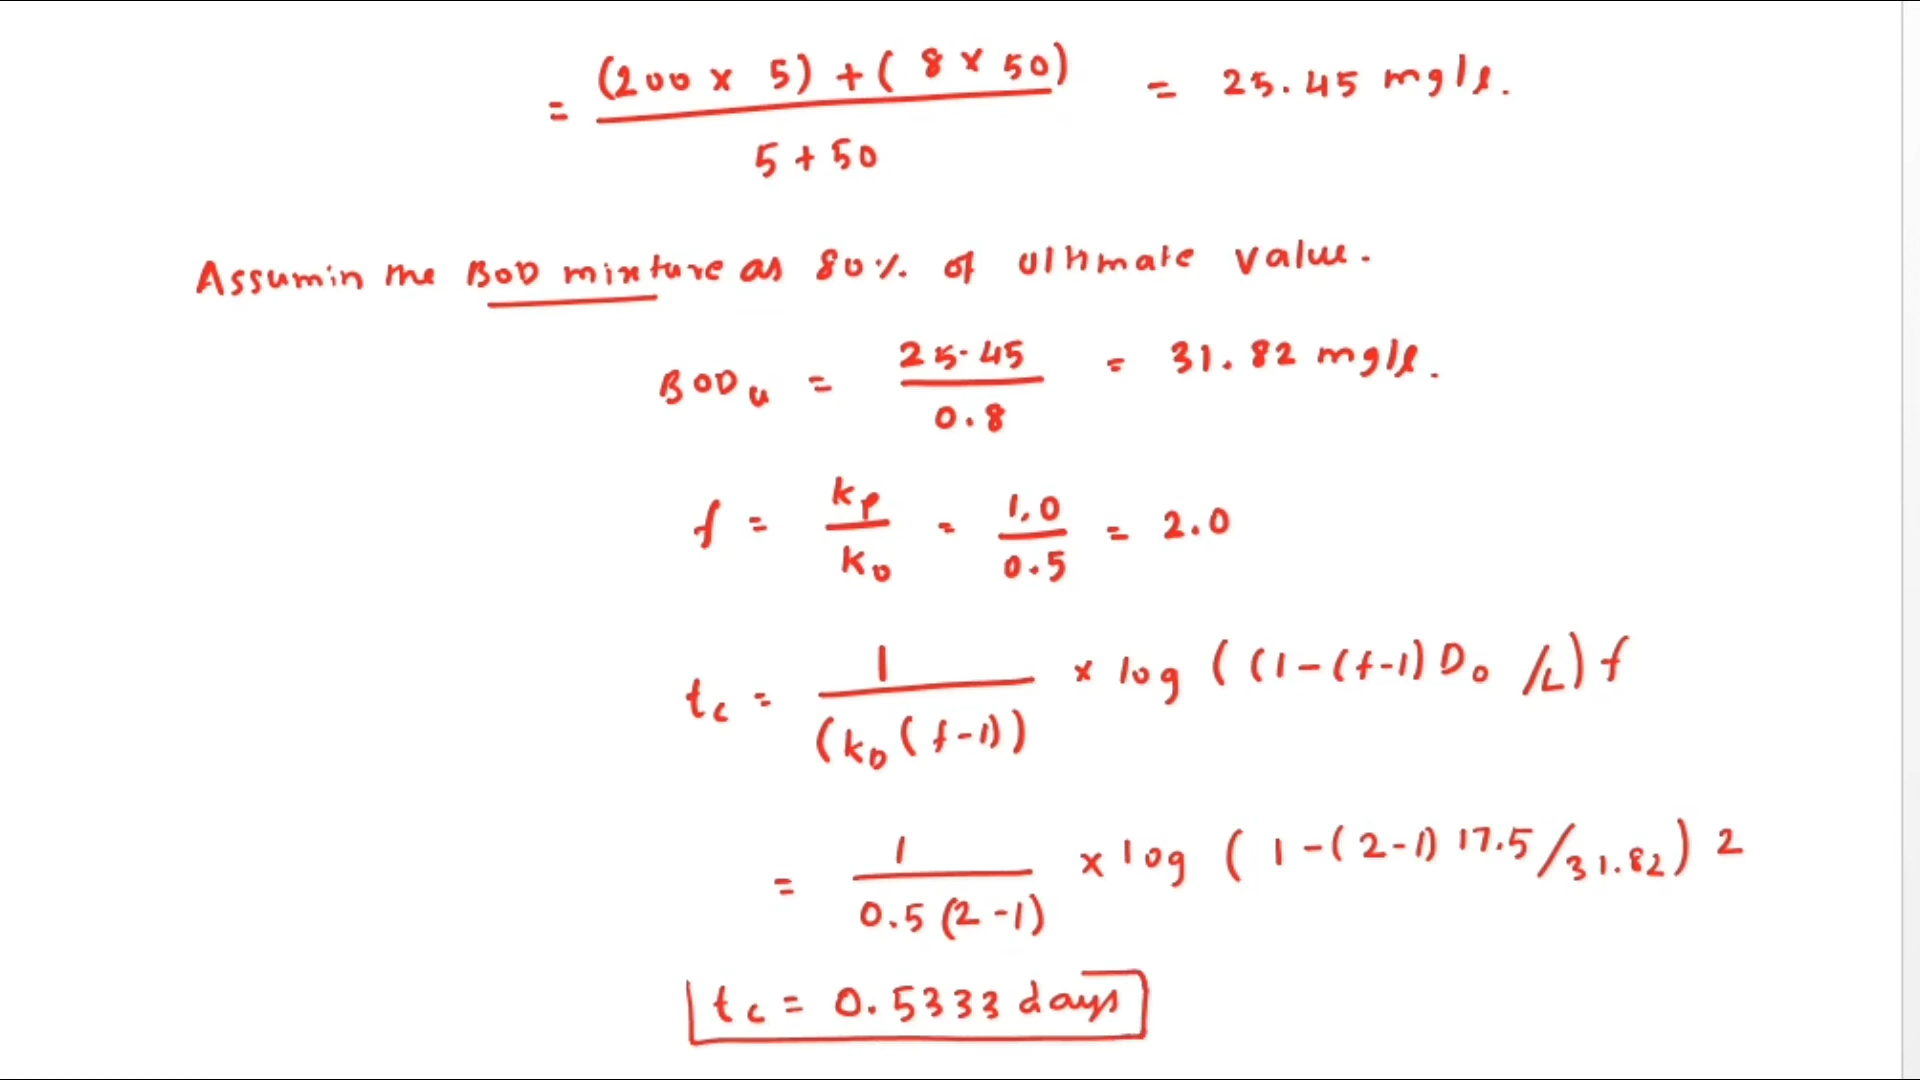 = (200 x 5) + ( 8 x 50) / 5 + 50 = 25.45 mg/l.
Assumin the BOD mixture as 80% of ultimate value.
BOD u = 25.45 / 0.8 = 31.82 mg/l.
f = kp / kD = 1.0 / 0.5 = 2.0
tc = 1 / (kD ( f-1)) x log ( (1-(f-1) Do /L) f
= 1 / 0.5 (2-1) x log ( 1-(2-1) 17.5/31.82) 2
tc = 0.5333 days